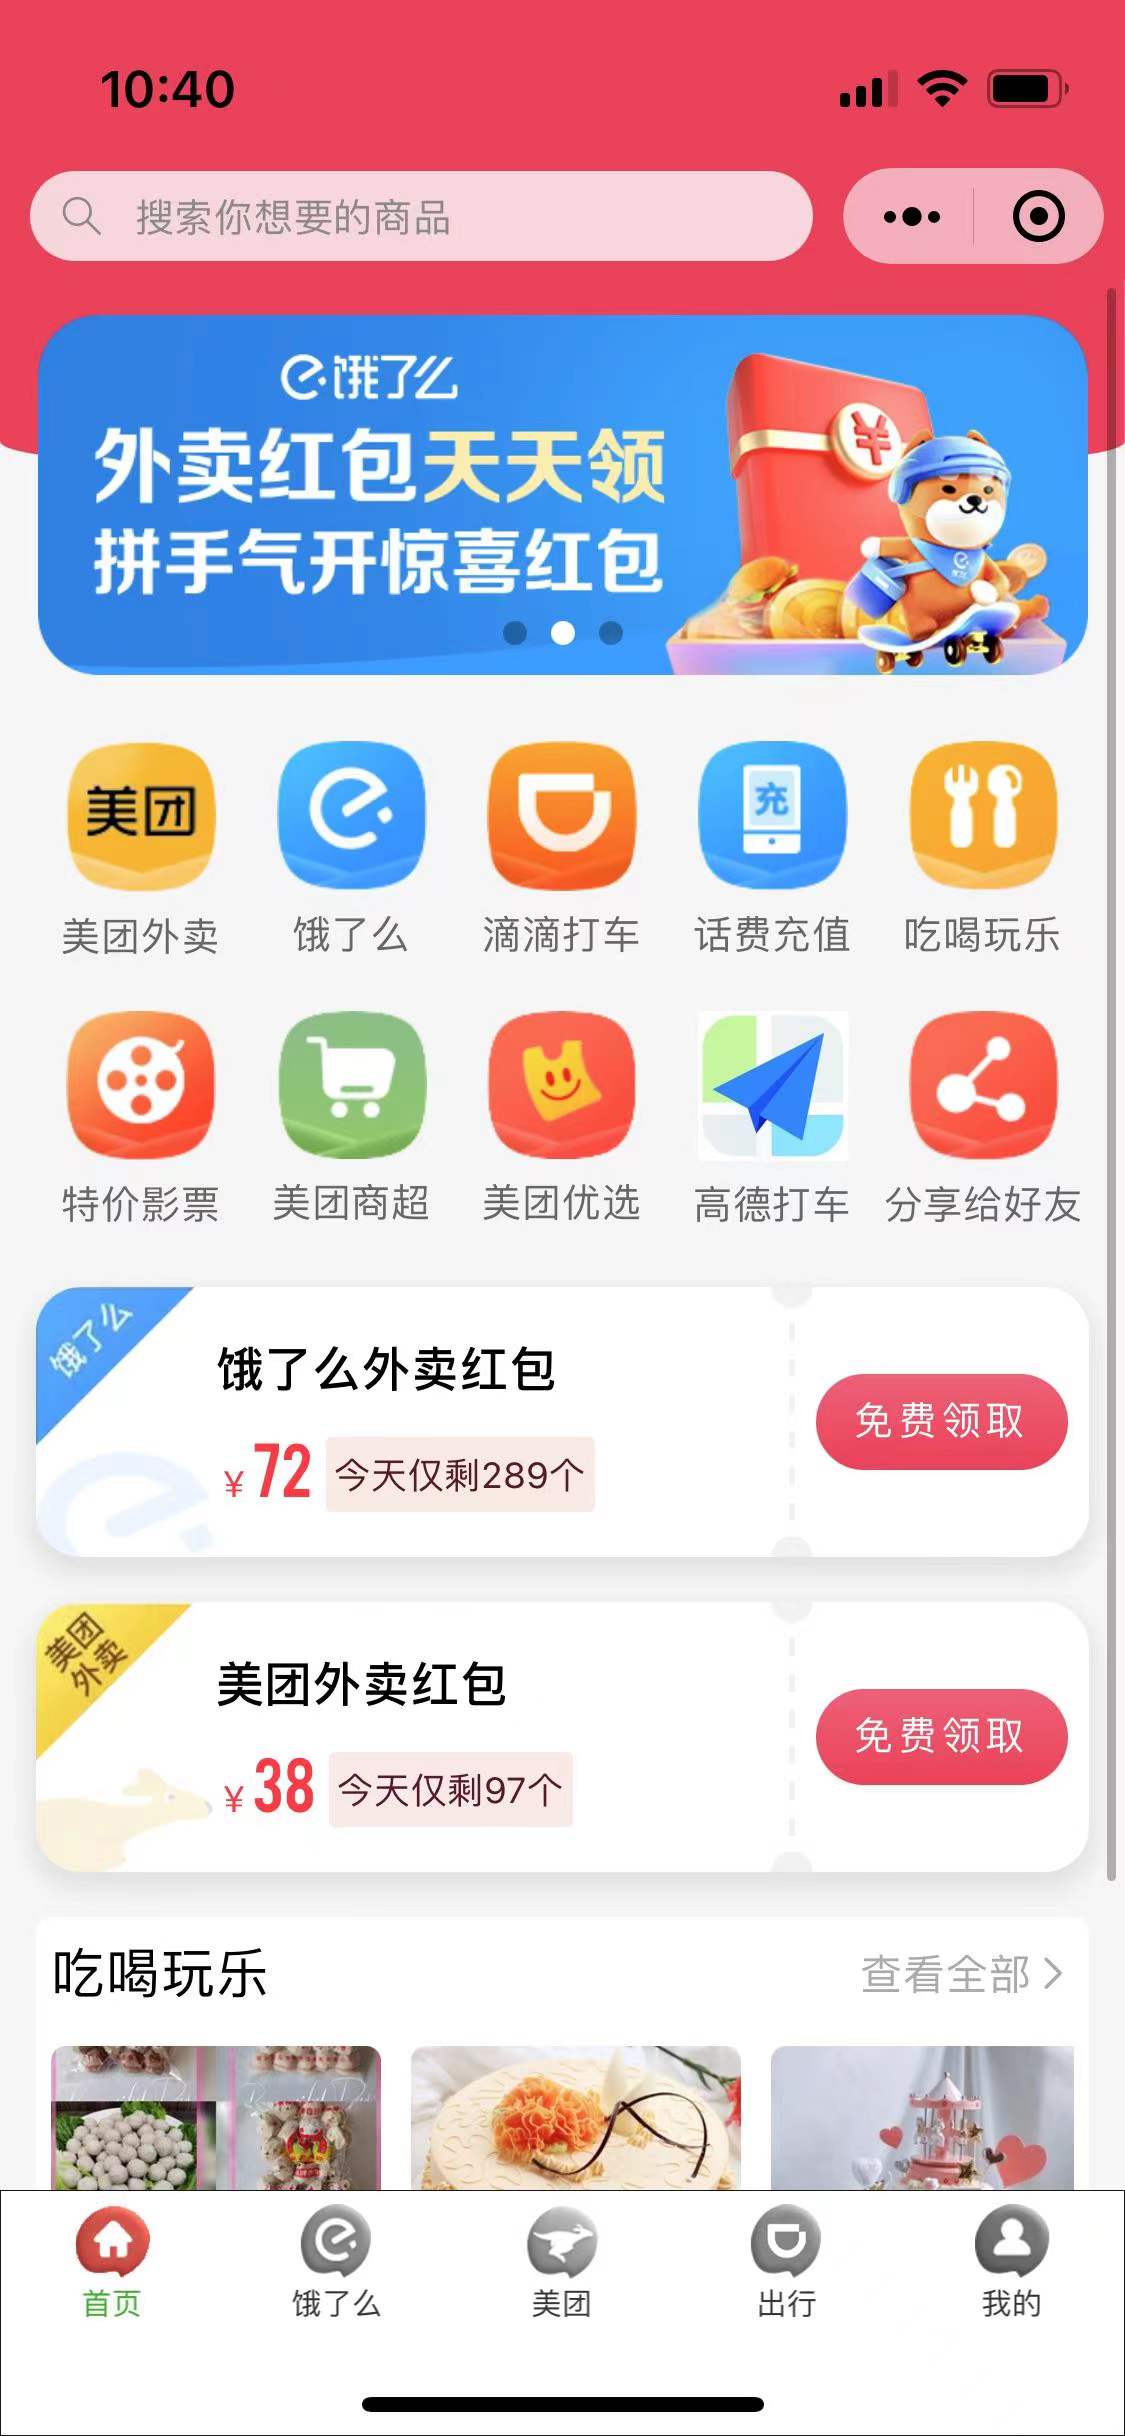 10:40
搜索你想要的商品
饿了么
外卖红包天天领
拼手气开惊喜红包
美团
充
美团外卖
饿了么
滴滴打车
话费充值
吃喝玩乐
特价影票
美团商超
美团优选
高德打车
分享给好友
饿了么
饿了么外卖红包
¥72
今天仅剩289个
免费领取
美团
外卖
美团外卖红包
¥38
今天仅剩97个
免费领取
吃喝玩乐
查看全部
首页
饿了么
美团
出行
我的